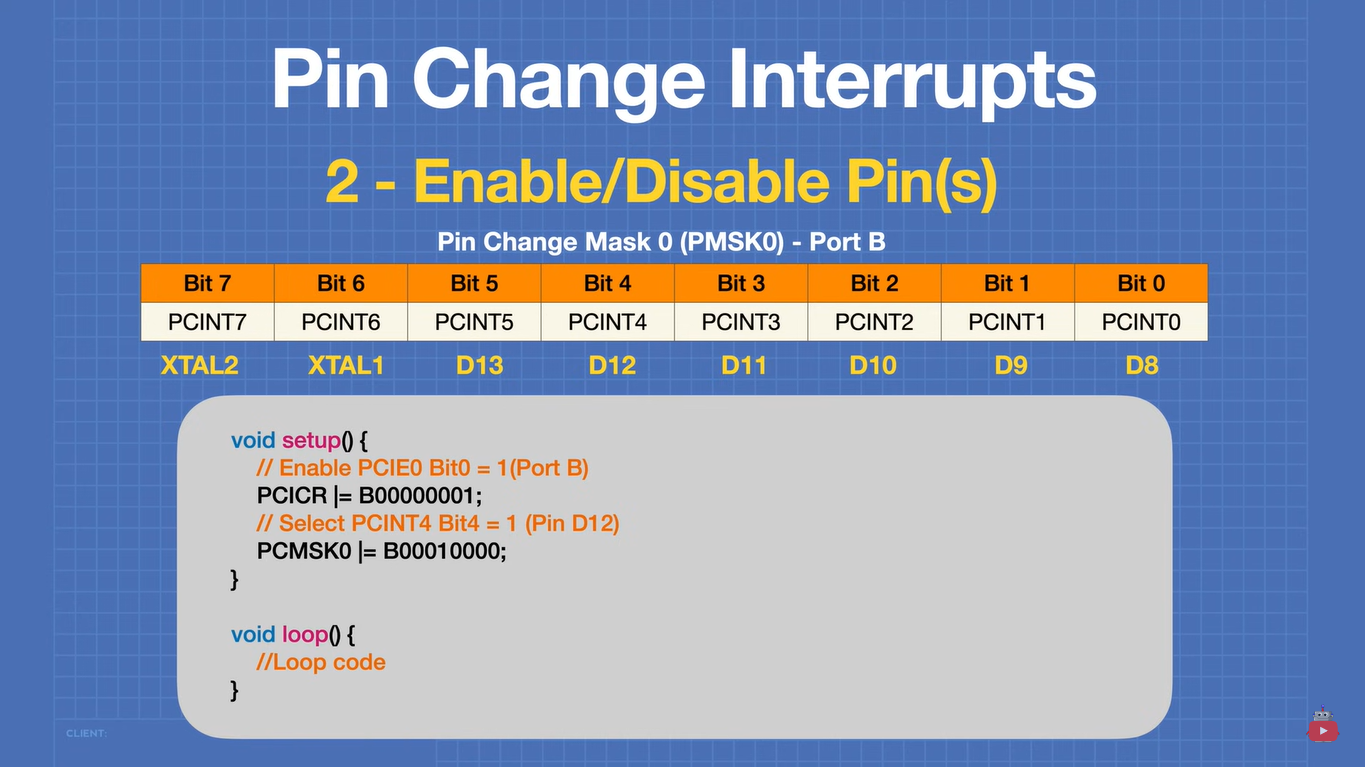 Pin Change Interrupts
2 - Enable/Disable Pin(s)
Pin Change Mask 0 (PMSK0) - Port B
Bit 7 Bit 6 Bit 5 Bit 4 Bit 3 Bit 2 Bit 1 Bit 0
PCINT7 PCINT6 PCINT5 PCINT4 PCINT3 PCINT2 PCINT1 PCINT0
XTAL2 XTAL1 D13 D12 D11 D10 D9 D8
void setup() {
// Enable PCIE0 Bit0 = 1(Port B)
PCICR |= B00000001;
// Select PCINT4 Bit4 = 1 (Pin D12)
PCMSK0 |= B00010000;
}
void loop() {
//Loop code
}
CLIENT: